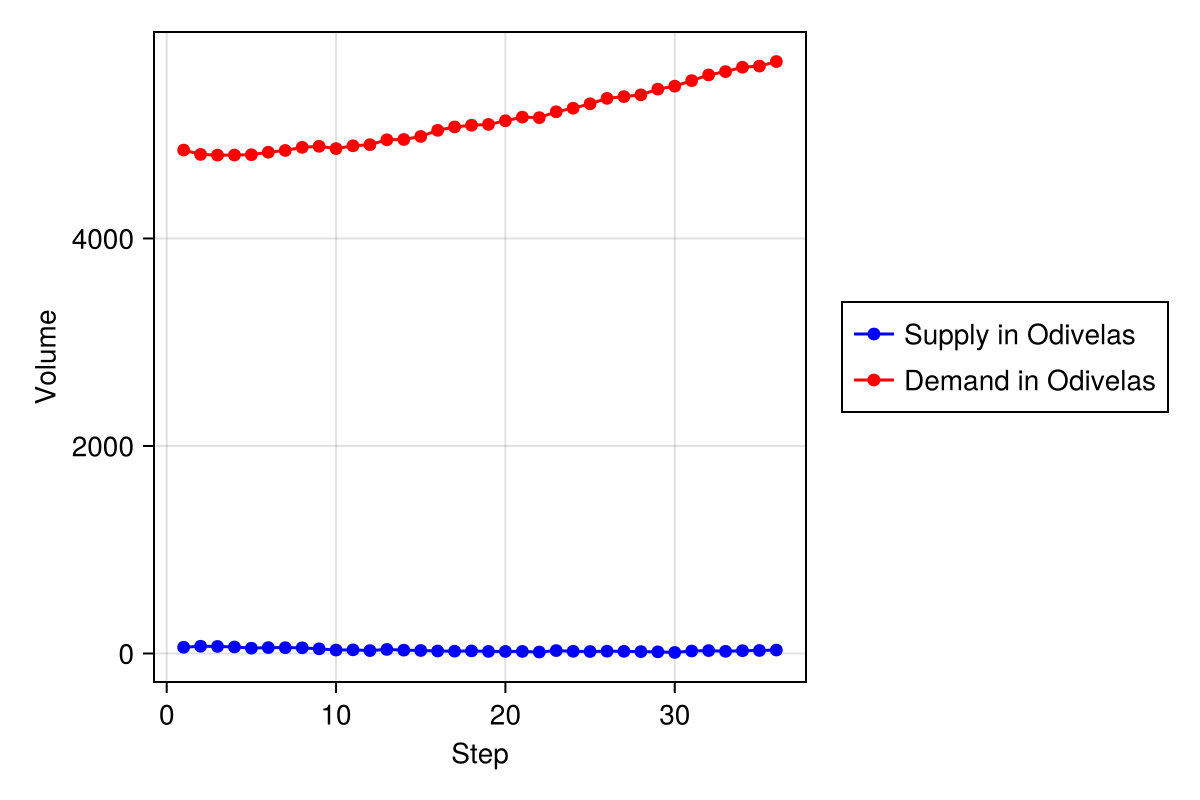 4000
2000
0
Volume
0 10 20 30
Step
Supply in Odivelas
Demand in Odivelas